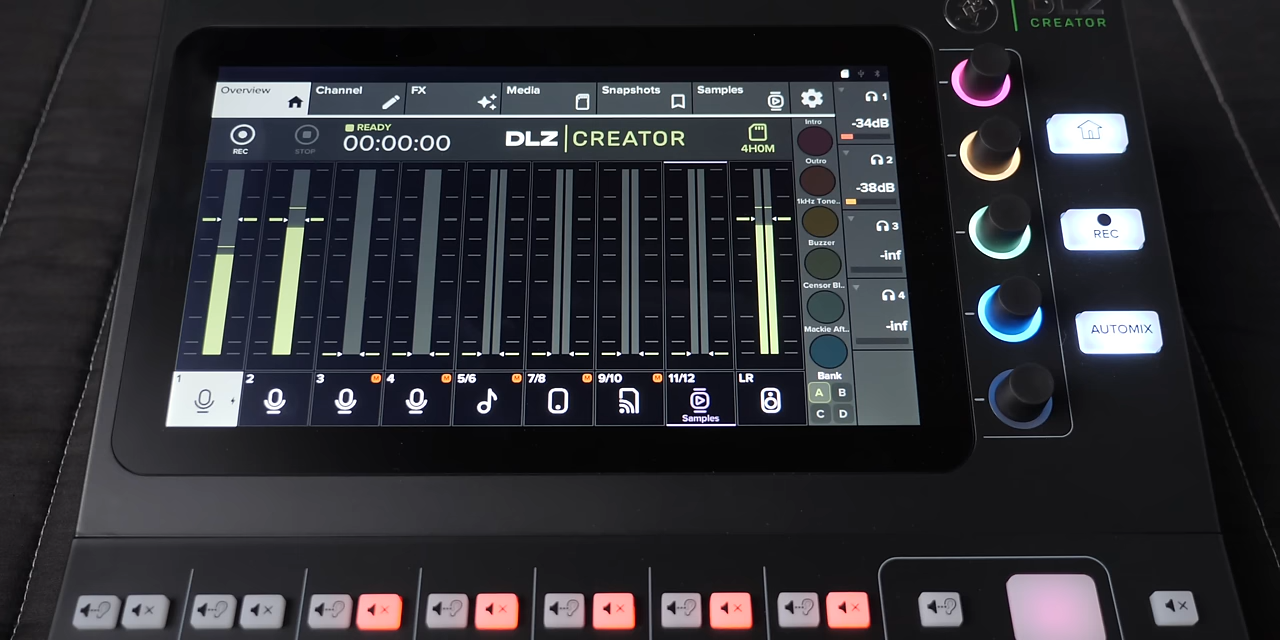 DLZ
CREATOR
Overview
Channel
FX
Media
Snapshots
Samples
REC
STOP
READY
00:00:00
DLZ CREATOR
4H0M
Intro
Outro
1kHz Tone..
Buzzer
Censor Bl..
Mackie Aft..
Bank
A B
C D
1
-34dB
2
-38dB
3
-inf
4
-inf
1
2
3
M
4
M
5/6
M
7/8
M
9/10
M
11/12
Samples
LR
REC
AUTOMIX